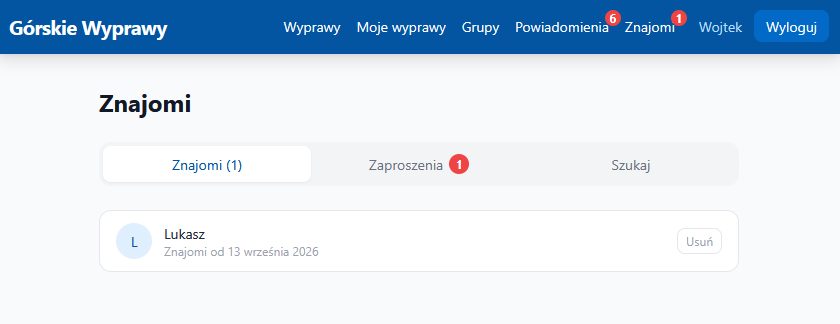 Górskie Wyprawy Wyprawy Moje wyprawy Grupy Powiadomienia 6 Znajomi 1 Wojtek Wyloguj
Znajomi
Znajomi (1) Zaproszenia 1 Szukaj
L Lukasz Usuń
Znajomi od 13 września 2026